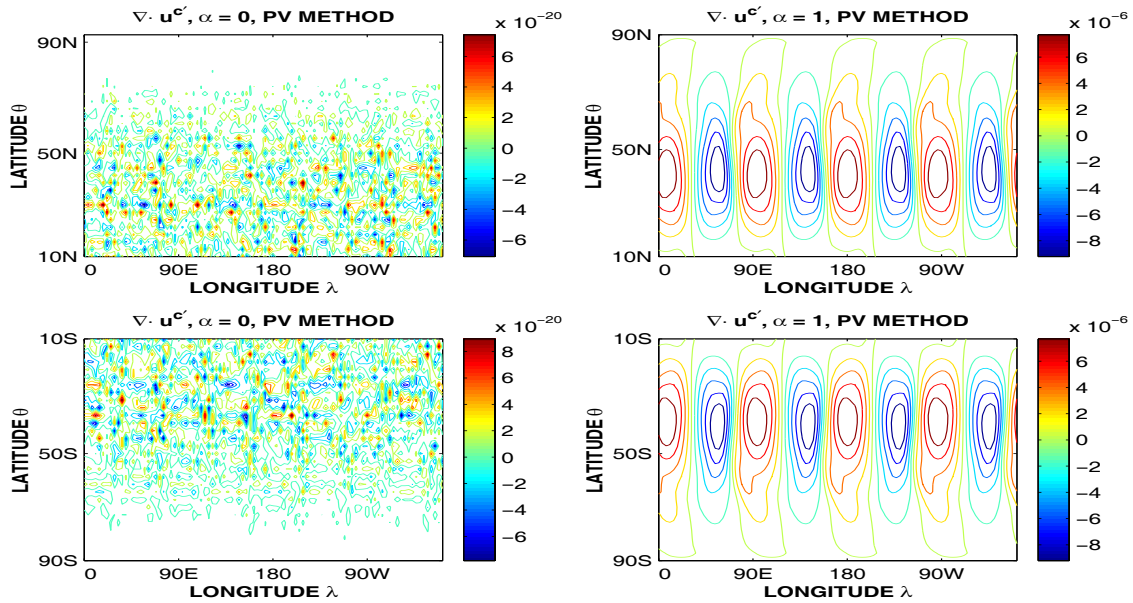 ∇· u^c′, α = 0, PV METHOD
x 10^−20
90N
50N
10N
LATITUDE θ
0 90E 180 90W
LONGITUDE λ
6
4
2
0
−2
−4
−6
∇· u^c′, α = 1, PV METHOD
x 10^−6
90N
50N
10N
LATITUDE θ
0 90E 180 90W
LONGITUDE λ
6
4
2
0
−2
−4
−6
−8
∇· u^c′, α = 0, PV METHOD
x 10^−20
10S
50S
90S
LATITUDE θ
0 90E 180 90W
LONGITUDE λ
8
6
4
2
0
−2
−4
−6
∇· u^c′, α = 1, PV METHOD
x 10^−6
10S
50S
90S
LATITUDE θ
0 90E 180 90W
LONGITUDE λ
6
4
2
0
−2
−4
−6
−8